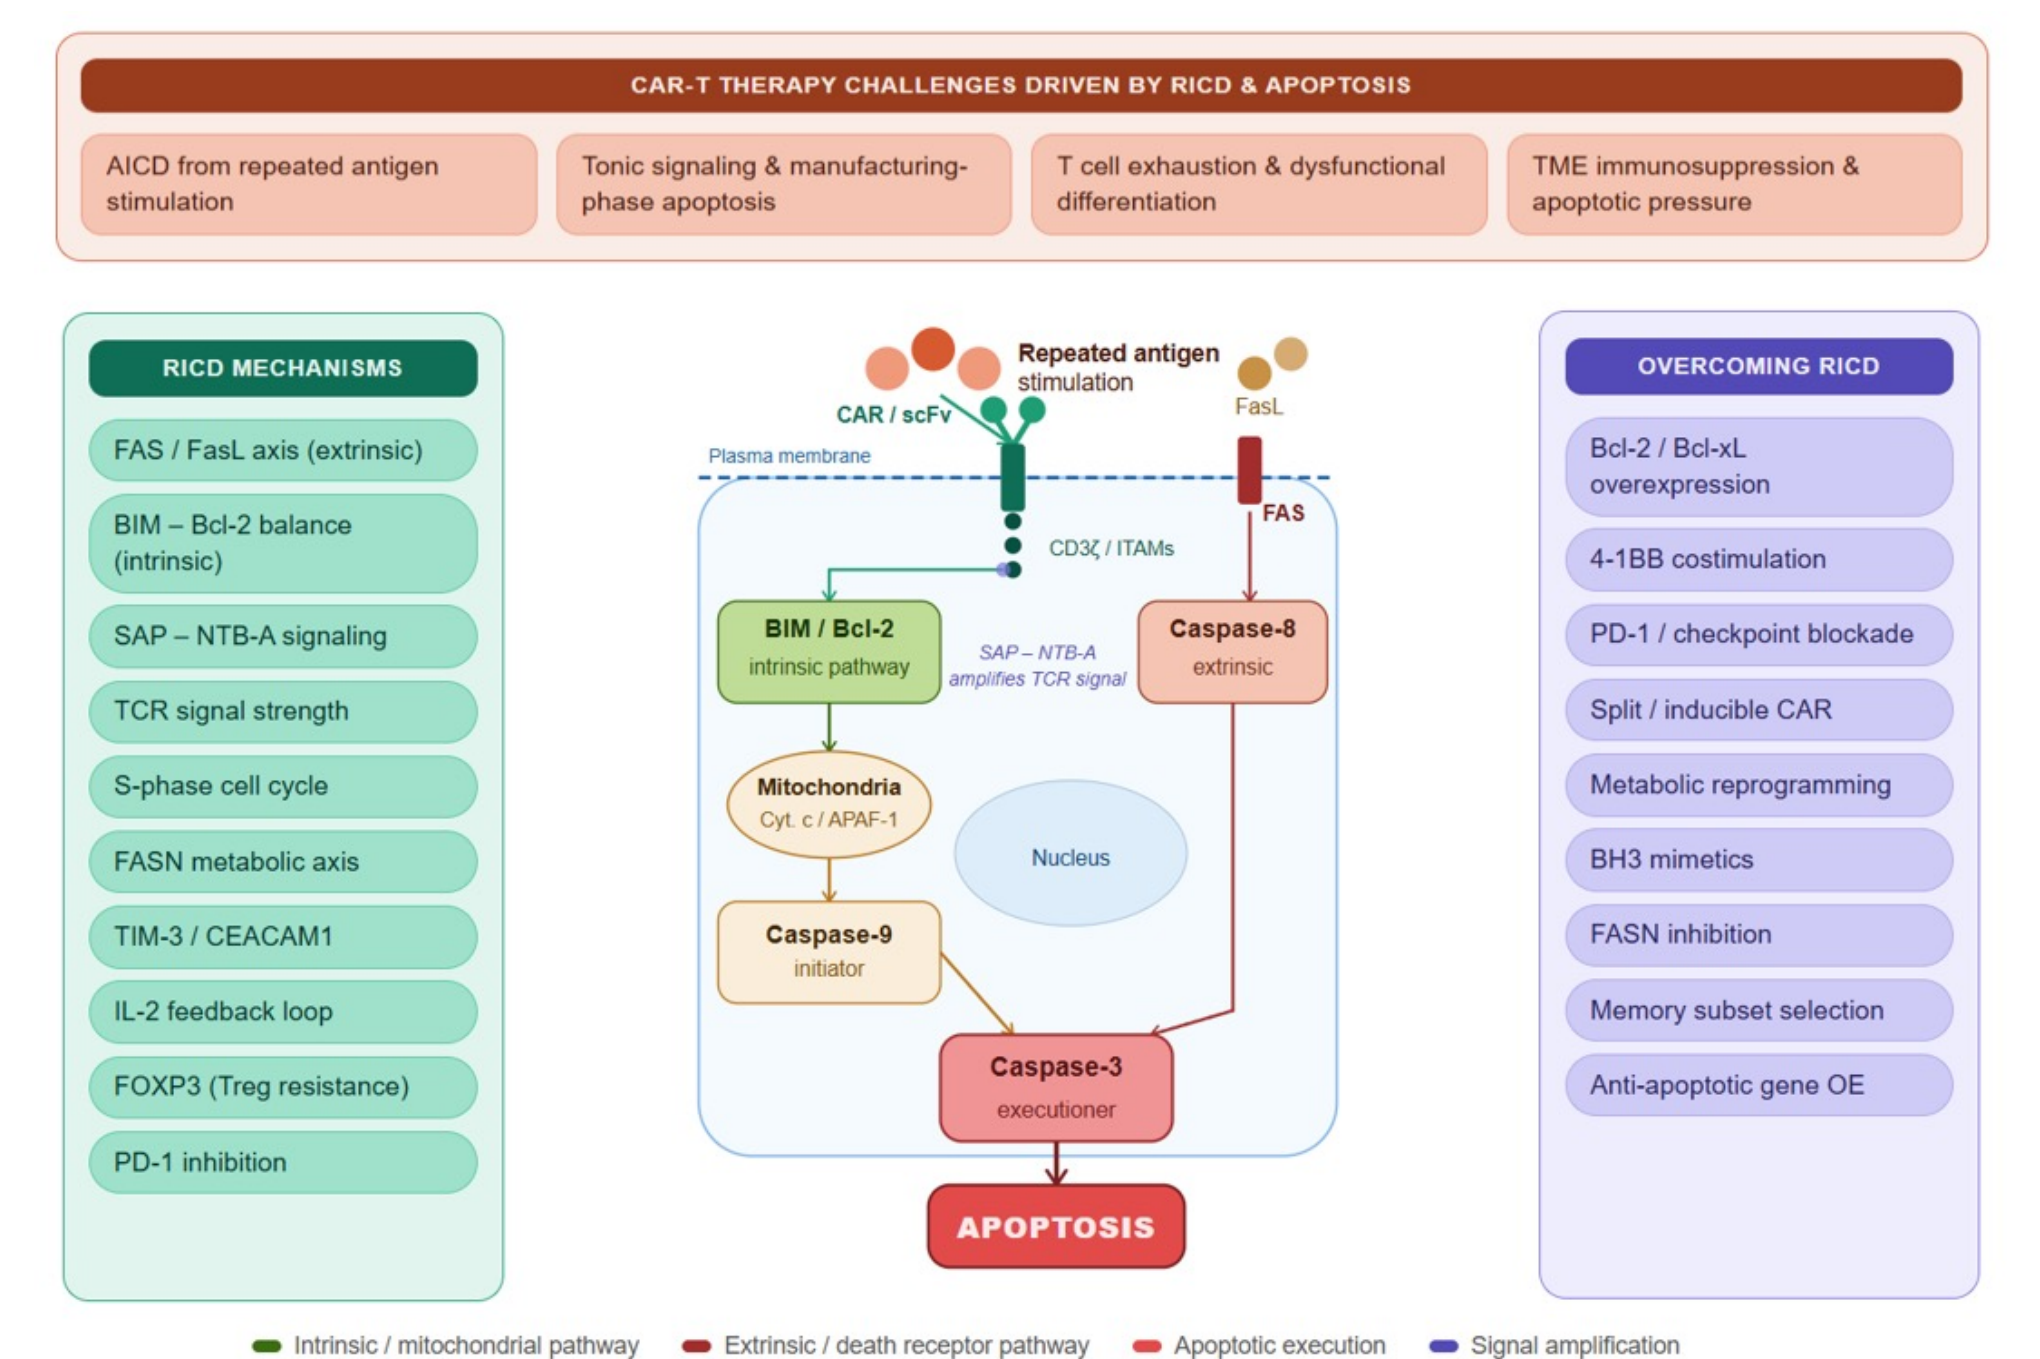 CAR-T THERAPY CHALLENGES DRIVEN BY RICD & APOPTOSIS
AICD from repeated antigen
stimulation
Tonic signaling & manufacturing-
phase apoptosis
T cell exhaustion & dysfunctional
differentiation
TME immunosuppression &
apoptotic pressure
RICD MECHANISMS
FAS / FasL axis (extrinsic)
BIM – Bcl-2 balance
(intrinsic)
SAP – NTB-A signaling
TCR signal strength
S-phase cell cycle
FASN metabolic axis
TIM-3 / CEACAM1
IL-2 feedback loop
FOXP3 (Treg resistance)
PD-1 inhibition
Repeated antigen
stimulation
CAR / scFv
FasL
Plasma membrane
FAS
CD3ζ / ITAMs
BIM / Bcl-2
intrinsic pathway
SAP – NTB-A
amplifies TCR signal
Caspase-8
extrinsic
Mitochondria
Cyt. c / APAF-1
Nucleus
Caspase-9
initiator
Caspase-3
executioner
APOPTOSIS
OVERCOMING RICD
Bcl-2 / Bcl-xL
overexpression
4-1BB costimulation
PD-1 / checkpoint blockade
Split / inducible CAR
Metabolic reprogramming
BH3 mimetics
FASN inhibition
Memory subset selection
Anti-apoptotic gene OE
Intrinsic / mitochondrial pathway
Extrinsic / death receptor pathway
Apoptotic execution
Signal amplification